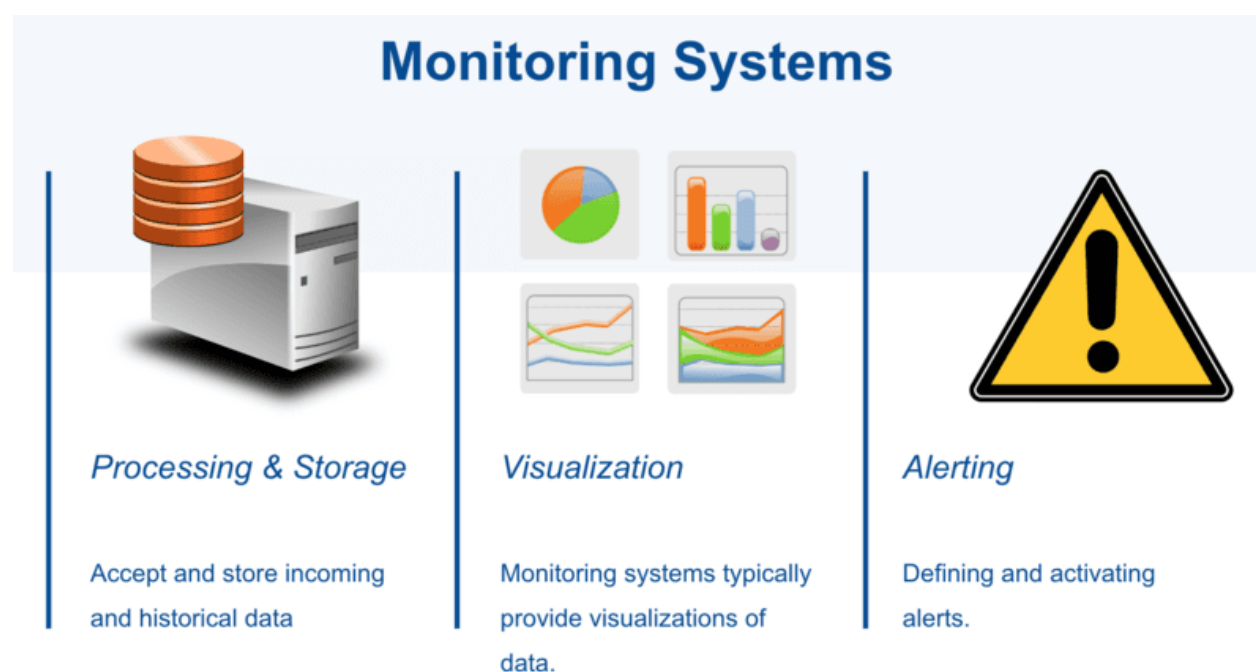 Monitoring Systems
Processing & Storage
Accept and store incoming
and historical data
Visualization
Monitoring systems typically
provide visualizations of
data.
Alerting
Defining and activating
alerts.